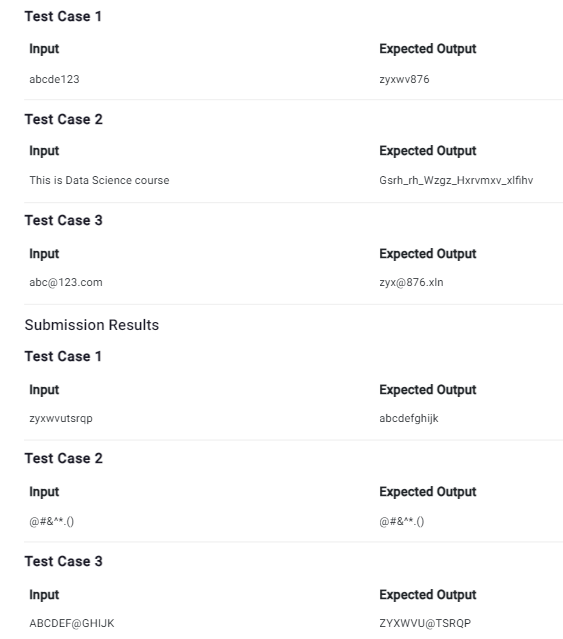 Test Case 1
Input Expected Output
abcde123 zyxwv876
Test Case 2
Input Expected Output
This is Data Science course Gsrh_rh_Wzgz_Hxrvmxv_xlfihv
Test Case 3
Input Expected Output
abc@123.com zyx@876.xln
Submission Results
Test Case 1
Input Expected Output
zyxwvutsrqp abcdefghijk
Test Case 2
Input Expected Output
@#&^*.() @#&^*.()
Test Case 3
Input Expected Output
ABCDEF@GHIJK ZYXWVU@TSRQP